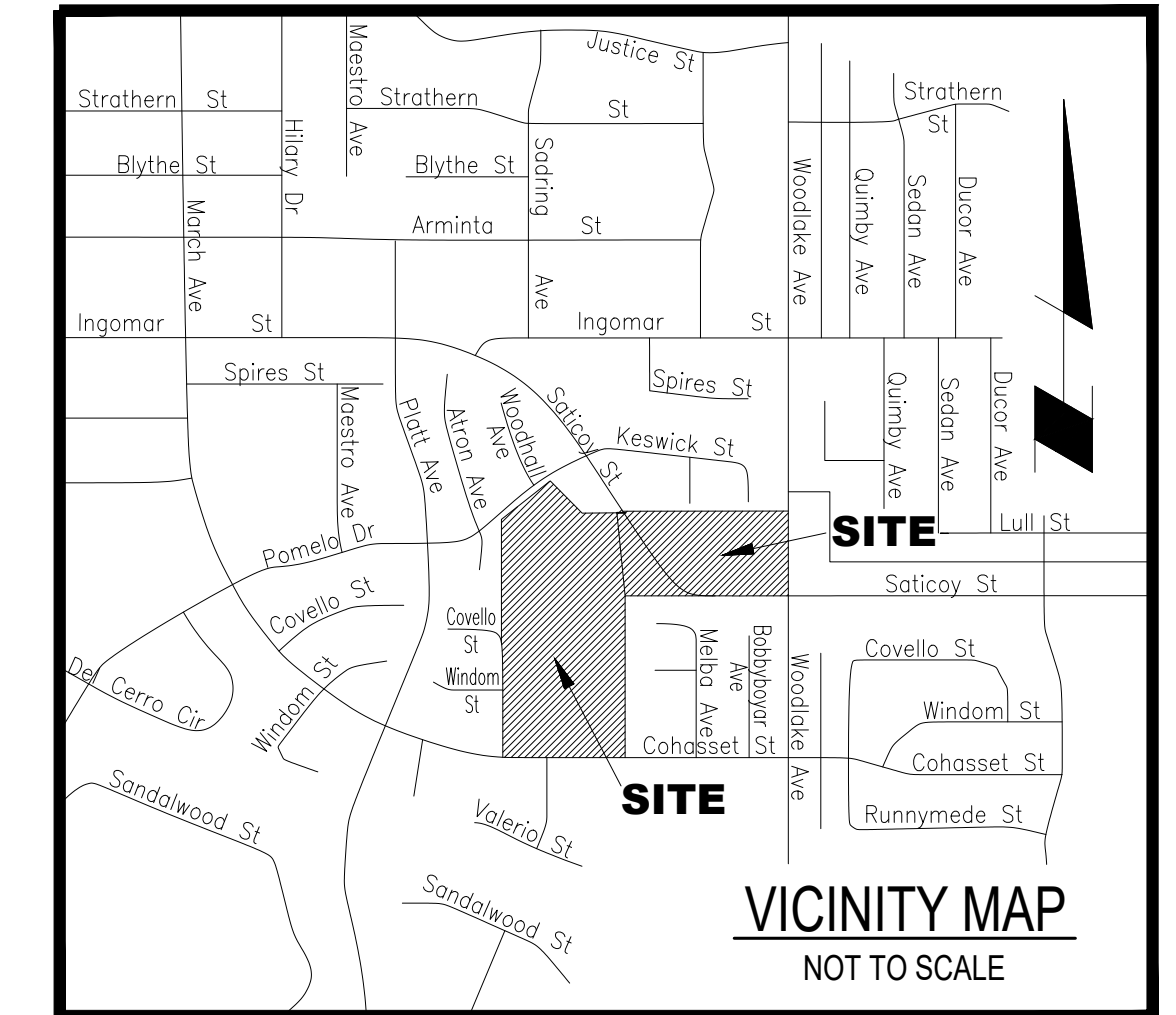 Justice St
Maestro Ave
Strathern St
Strathern
St
Strathern
St
Hilary Dr
Blythe St
Blythe St
Sadring
Ave
Woodlake Ave
Quimby Ave
Sedan Ave
Ducor Ave
March Ave
Arminta St
Ingomar St
Ingomar St
Spires St
Spires St
Maestro Ave
Platt Ave
Atron Ave
Woodhall
Ave
Saticoy St
Keswick St
Quimby Ave
Sedan Ave
Ducor Ave
Lull St
SITE
Pomelo Dr
Saticoy St
Covello St
Covello
St
Windom
St
Windom St
Del Cerro Cir
Melba Ave
Bobbyboyar
Ave
Woodlake Ave
Covello St
Windom St
Cohasset St
Cohasset St
Runnymede St
SITE
Sandalwood St
Valerio St
Sandalwood St
VICINITY MAP
NOT TO SCALE